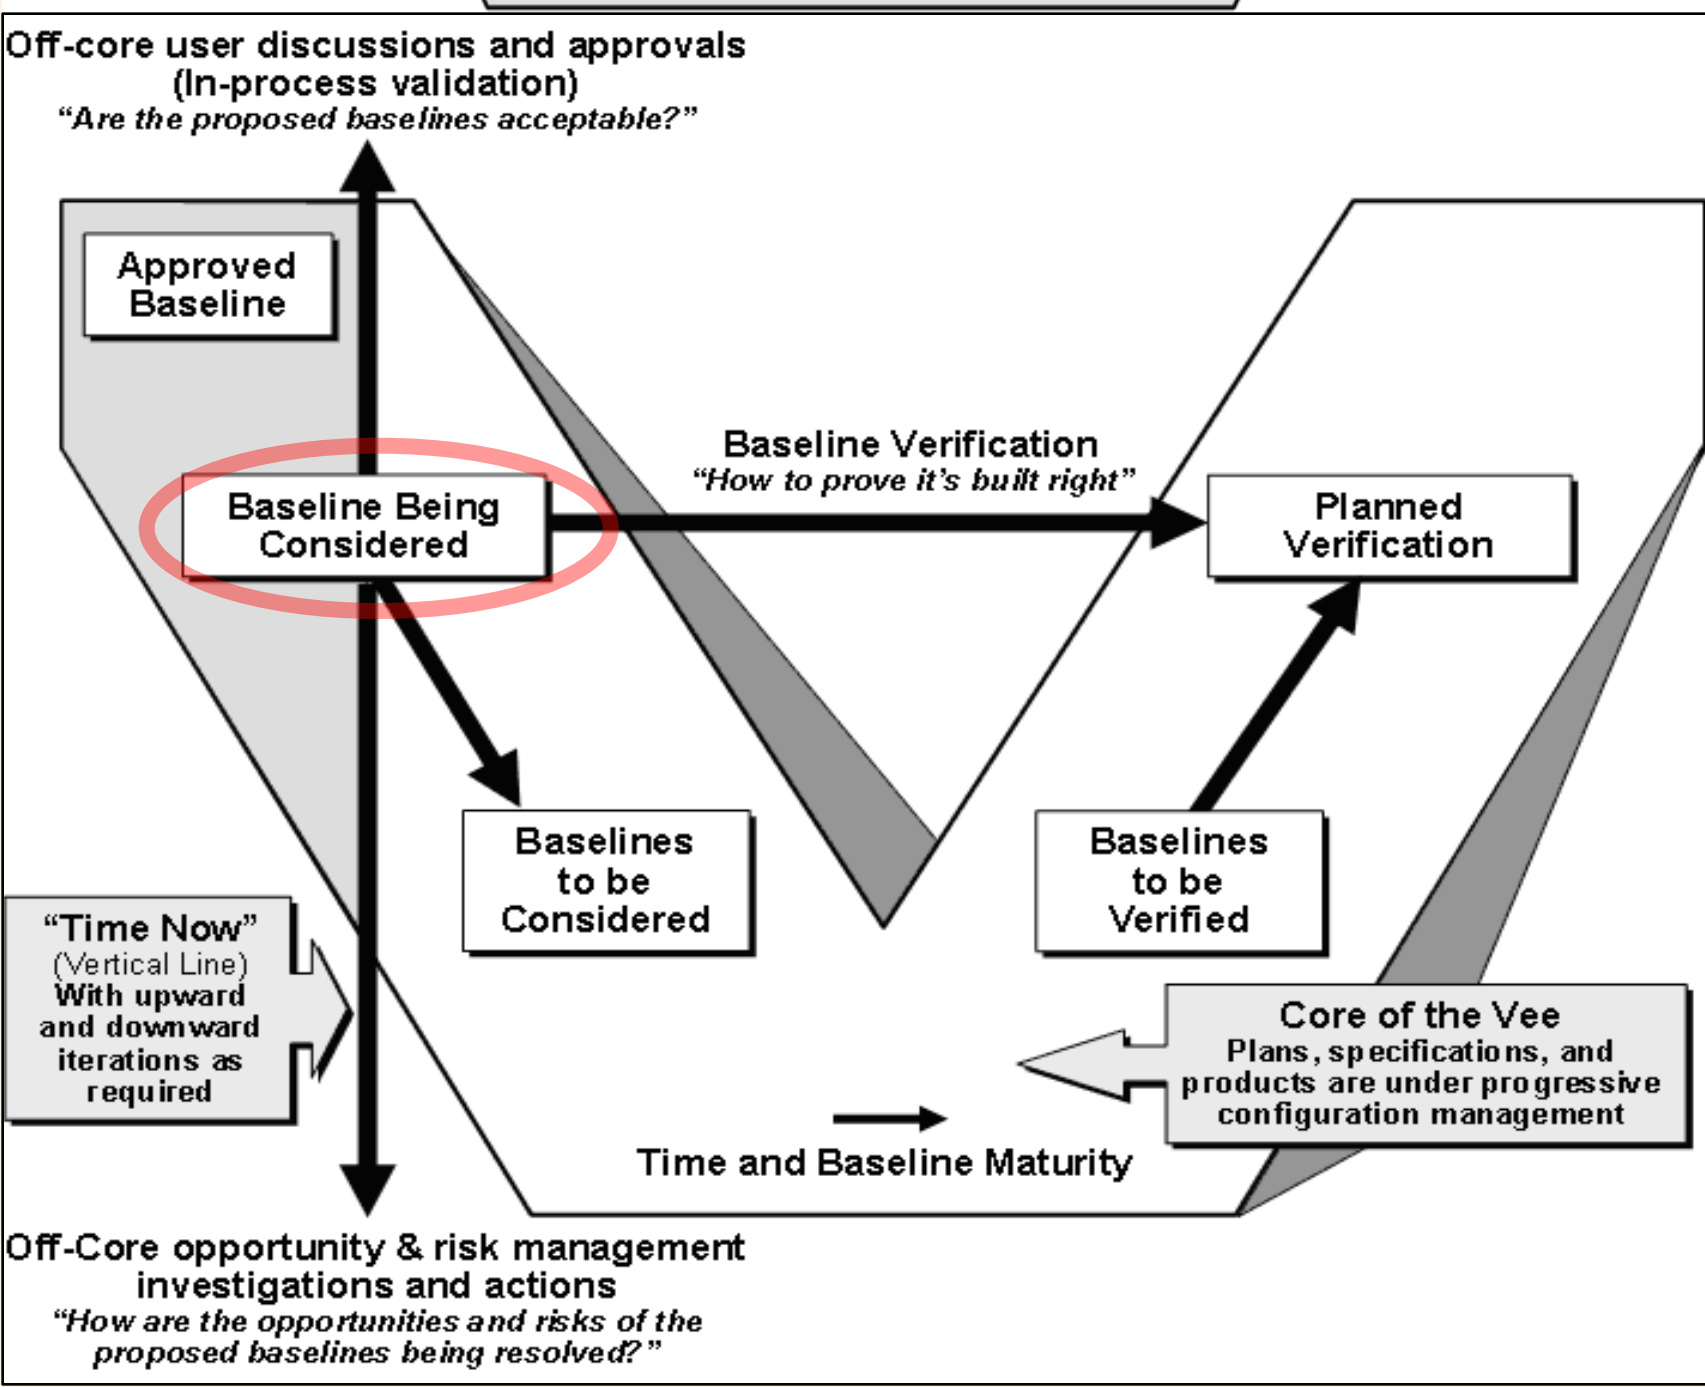 Off-core user discussions and approvals
(In-process validation)
“Are the proposed baselines acceptable?”
Approved
Baseline
Baseline Verification
“How to prove it’s built right”
Baseline Being
Considered
Planned
Verification
Baselines
to be
Considered
Baselines
to be
Verified
“Time Now”
(Vertical Line)
With upward
and downward
iterations as
required
Core of the Vee
Plans, specifications, and
products are under progressive
configuration management
Time and Baseline Maturity
Off-Core opportunity & risk management
investigations and actions
“How are the opportunities and risks of the
proposed baselines being resolved?”